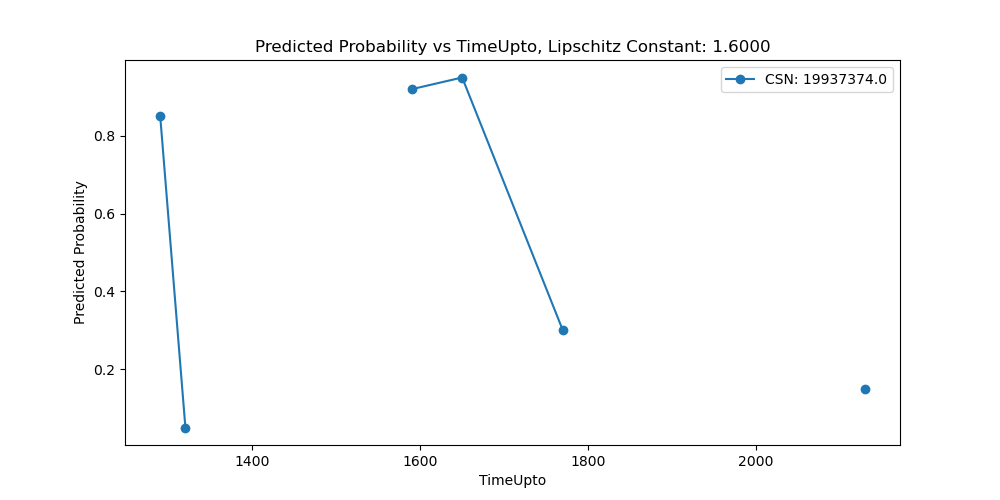 Predicted Probability vs TimeUpto, Lipschitz Constant: 1.6000
CSN: 19937374.0
Predicted Probability
0.8
0.6
0.4
0.2
1400 1600 1800 2000
TimeUpto